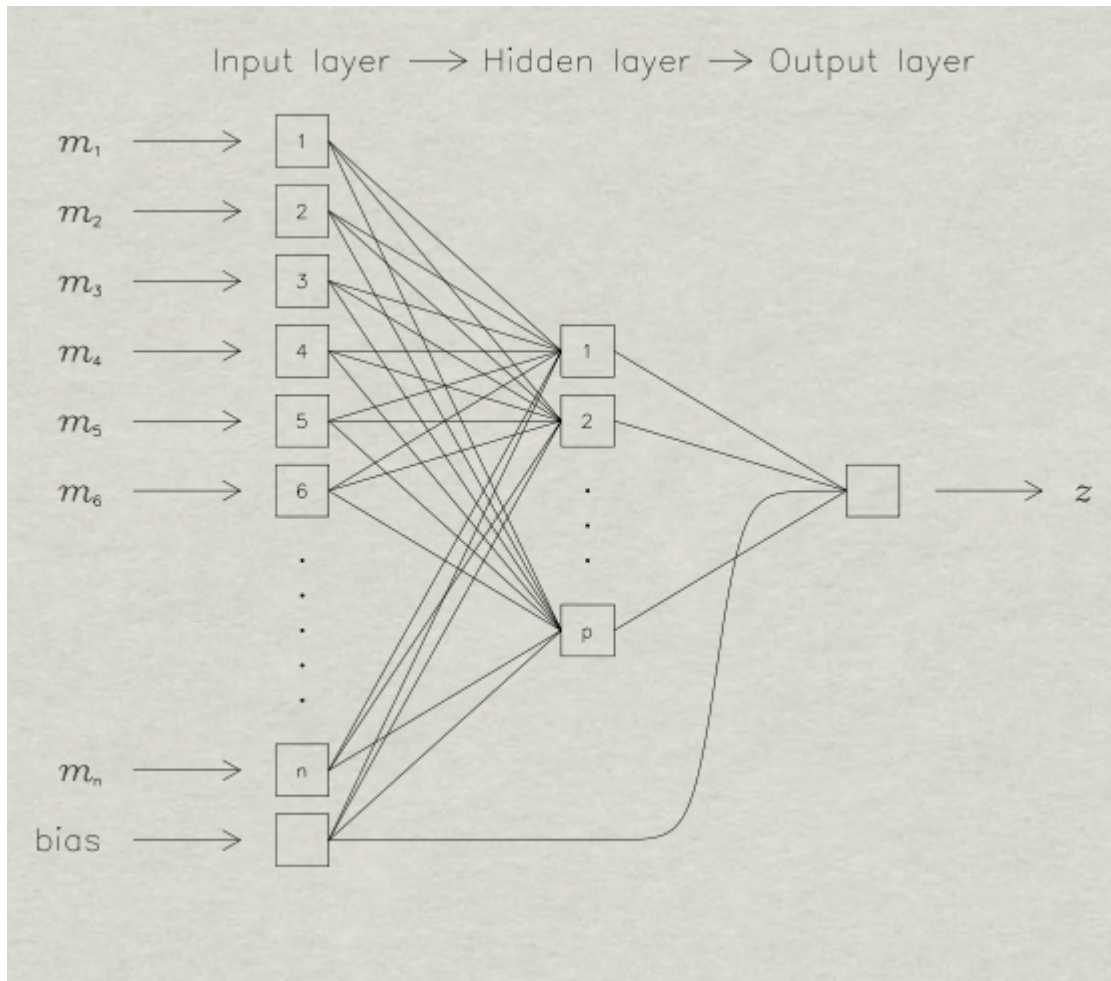 Input layer → Hidden layer → Output layer
m₁ → 1
m₂ → 2
m₃ → 3
m₄ → 4 1
m₅ → 5 2
m₆ → 6 → z
p
mₙ → n
bias →